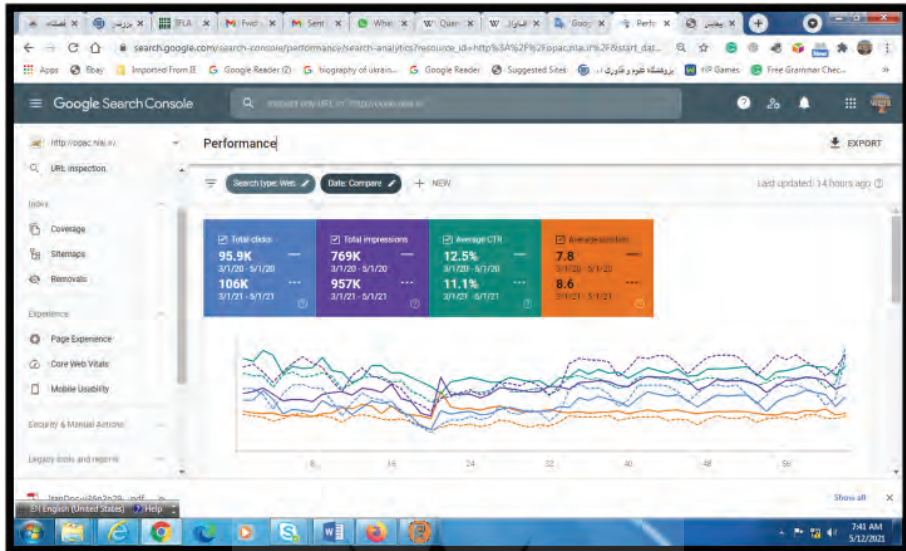 IFLA
Sent
search.google.com/search-console/performance/search-analytics?resource_id=http%3A%2F%2Fopac.nlai.ir%2F&start_dat...
Apps Ebay Imported From IE Google Reader (2) biography of ukrain... Google Reader Suggested Sites VIP Games Free Grammar Chec...
Google Search Console
Performance
EXPORT
URL inspection
Search type: Web Date: Compare + NEW Last updated: 14 hours ago
Index
Coverage
Sitemaps
Removals
Experience
Page Experience
Core Web Vitals
Mobile Usability
Security & Manual Actions
Legacy tools and reports
Total clicks
95.9K
3/1/20 - 5/1/20
106K
3/1/21 - 5/1/21
Total impressions
769K
3/1/20 - 5/1/20
957K
3/1/21 - 5/1/21
Average CTR
12.5%
3/1/20 - 5/1/20
11.1%
3/1/21 - 5/1/21
Average position
7.8
3/1/20 - 5/1/20
8.6
3/1/21 - 5/1/21
8 16 24 32 40 48 56
Show all
EN English (United States) Help
7:41 AM
5/12/2021